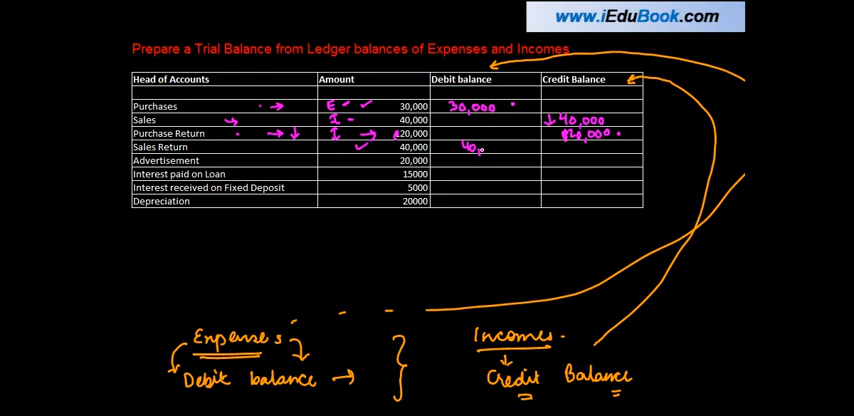 www.iEduBook.com
Prepare a Trial Balance from Ledger balances of Expenses and Incomes
Head of Accounts Amount Debit balance Credit Balance
Purchases E 30,000 30,000
Sales I 40,000 40,000
Purchase Return I 20,000 20,000
Sales Return 40,000 40,
Advertisement 20,000
Interest paid on Loan 15000
Interest received on Fixed Deposit 5000
Depreciation 20000
Expenses Incomes.
Debit balance Credit Balance